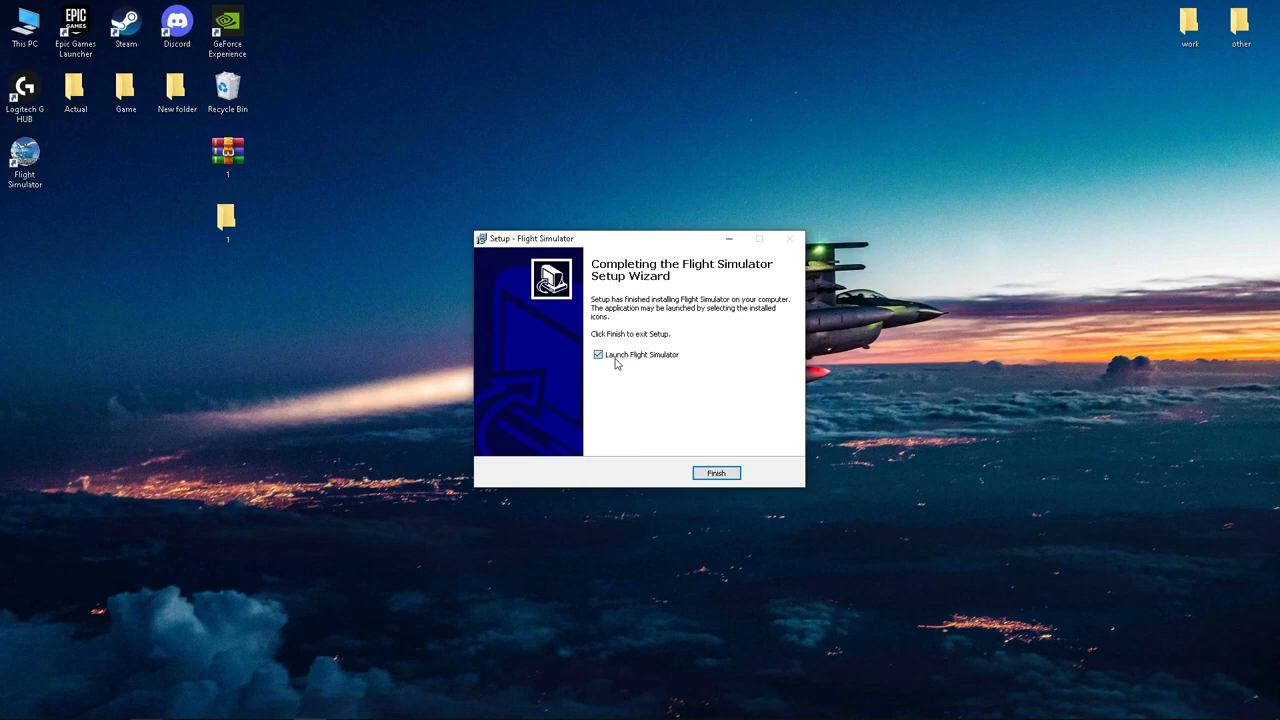 This PC
EPIC
GAMES
Epic Games
Launcher
Steam
Discord
GeForce
Experience
work
other
Logitech G
HUB
Actual
Game
New folder
Recycle Bin
Flight
Simulator
1
1
Setup - Flight Simulator
Completing the Flight Simulator
Setup Wizard
Setup has finished installing Flight Simulator on your computer.
The application may be launched by selecting the installed
icons.
Click Finish to exit Setup.
Launch Flight Simulator
Finish